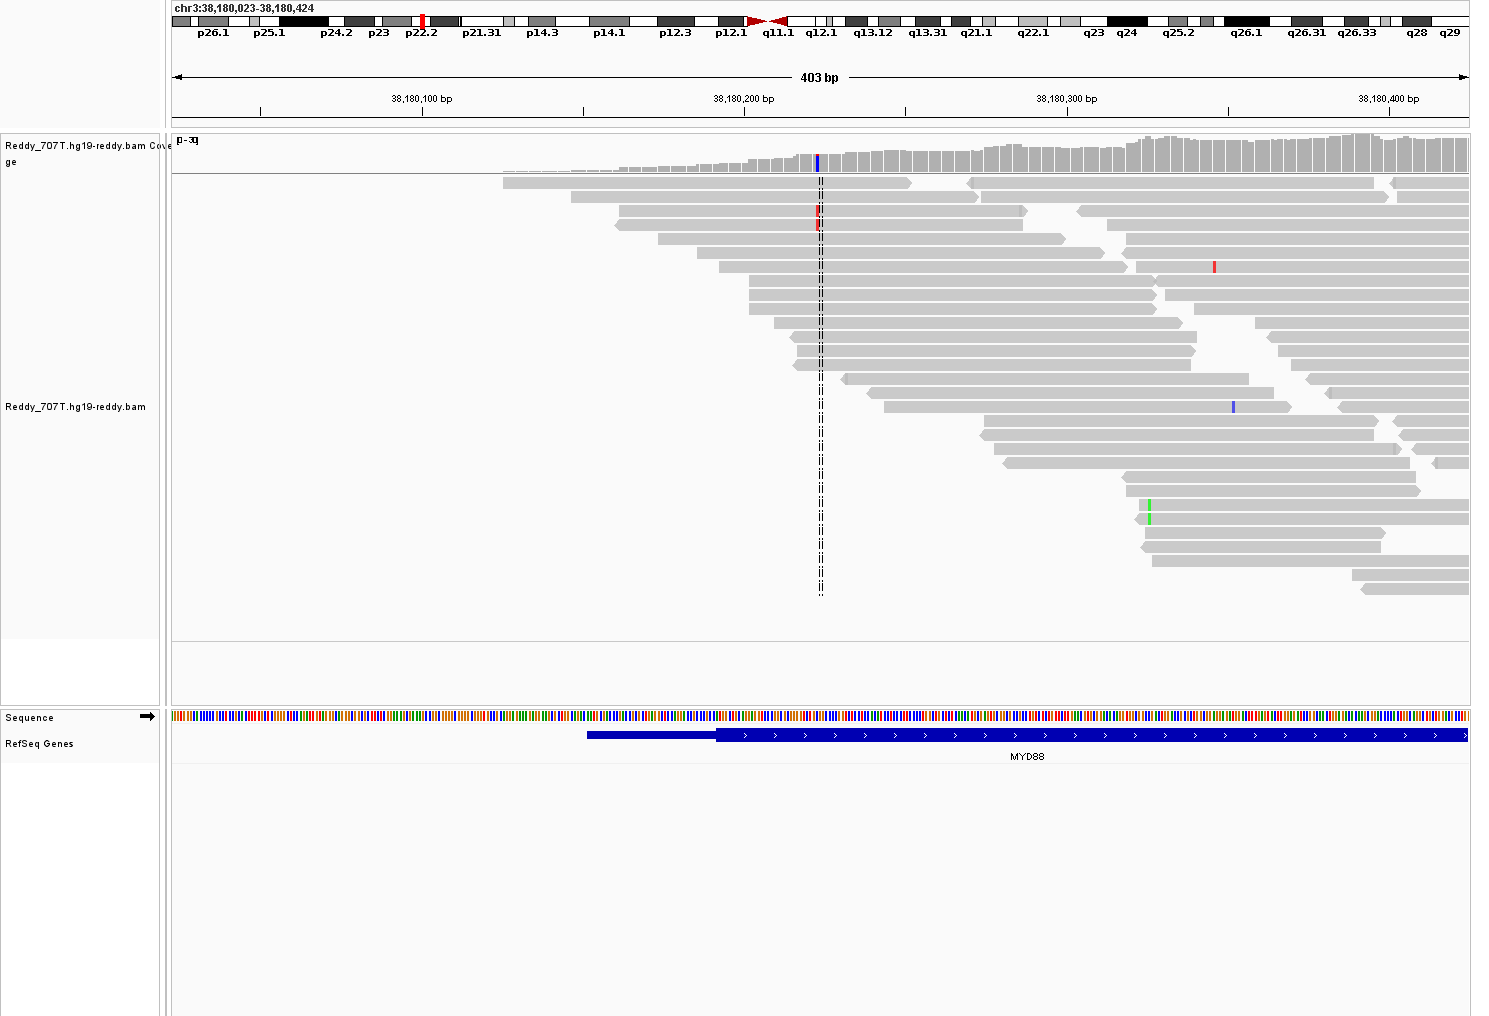 chr3:38,180,023-38,180,424
p26.1 p25.1 p24.2 p23 p22.2 p21.31 p14.3 p14.1 p12.3 p12.1 q11.1 q12.1 q13.12 q13.31 q21.1 q22.1 q23 q24 q25.2 q26.1 q26.31 q26.33 q28 q29
403 bp
38,180,100 bp 38,180,200 bp 38,180,300 bp 38,180,400 bp
Reddy_707T.hg19-reddy.bam Cove
ge
[0 - 30]
Reddy_707T.hg19-reddy.bam
Sequence
RefSeq Genes
MYD88